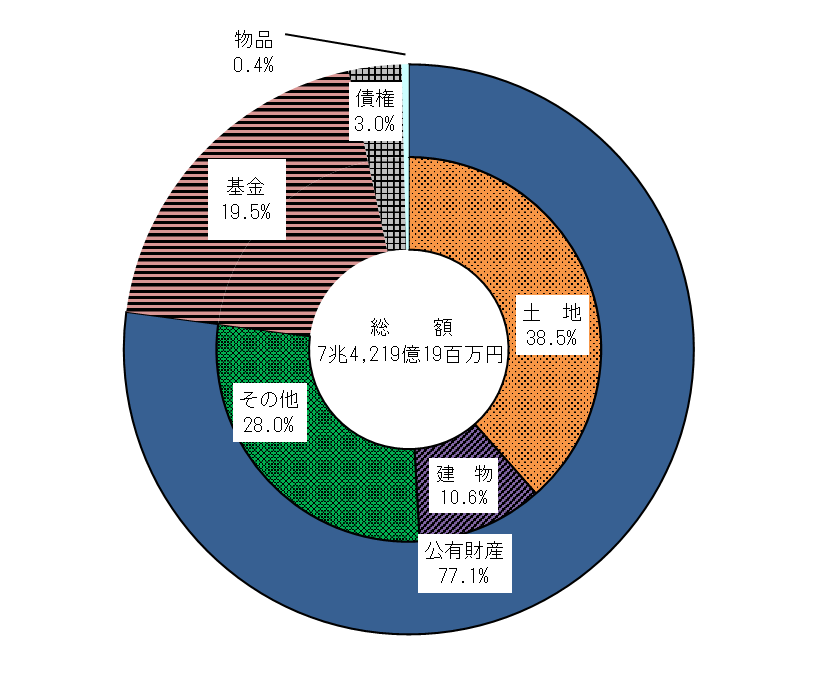 物品
0.4%
債権
3.0%
基金
19.5%
総　額
7兆4,219億19百万円
土　地
38.5%
その他
28.0%
建　物
10.6%
公有財産
77.1%